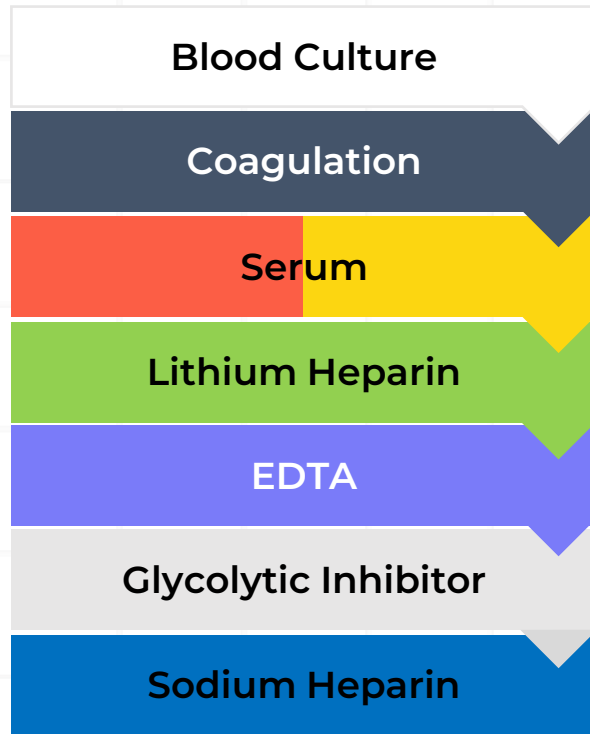 Blood Culture
Coagulation
Serum
Lithium Heparin
EDTA
Glycolytic Inhibitor
Sodium Heparin